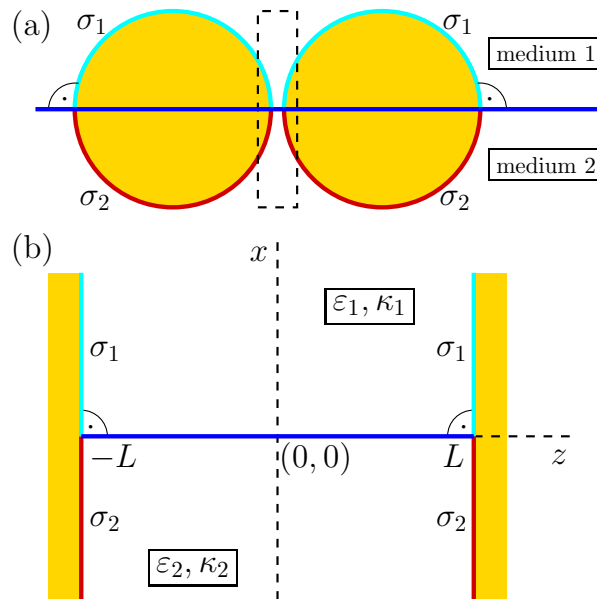 (a)
σ₁ σ₁
medium 1
medium 2
σ₂ σ₂
(b) x
ε₁, κ₁
σ₁ σ₁
−L (0, 0) L z
σ₂ σ₂
ε₂, κ₂